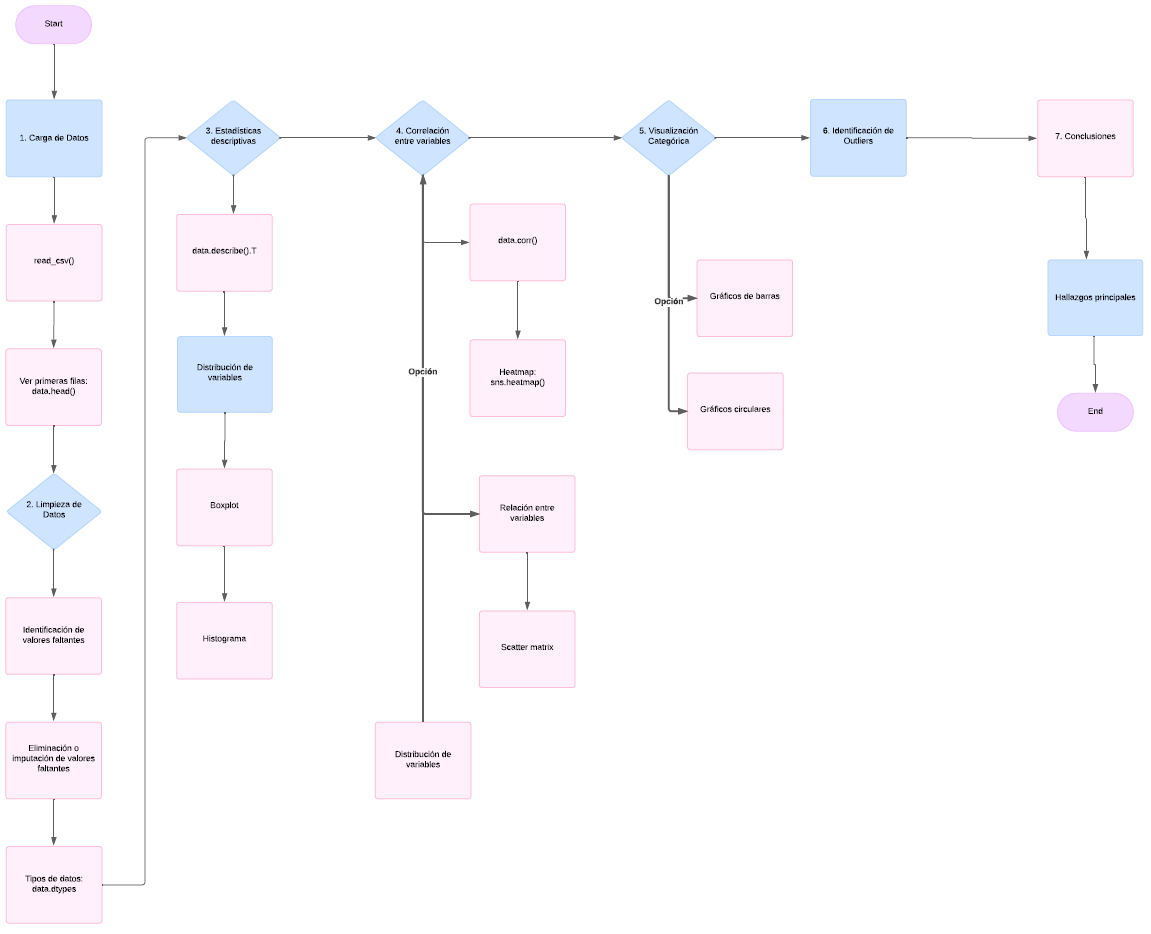 Start
1. Carga de Datos
read_csv()
Ver primeras filas:
data.head()
2. Limpieza de
Datos
Identificación de
valores faltantes
Eliminación o
imputación de valores
faltantes
Tipos de datos:
data.dtypes
3. Estadísticas
descriptivas
data.describe().T
Distribución de
variables
Boxplot
Histograma
4. Correlación
entre variables
Opción
data.corr()
Heatmap:
sns.heatmap()
Relación entre
variables
Scatter matrix
Distribución de
variables
5. Visualización
Categórica
Opción
Gráficos de barras
Gráficos circulares
6. Identificación de
Outliers
7. Conclusiones
Hallazgos principales
End